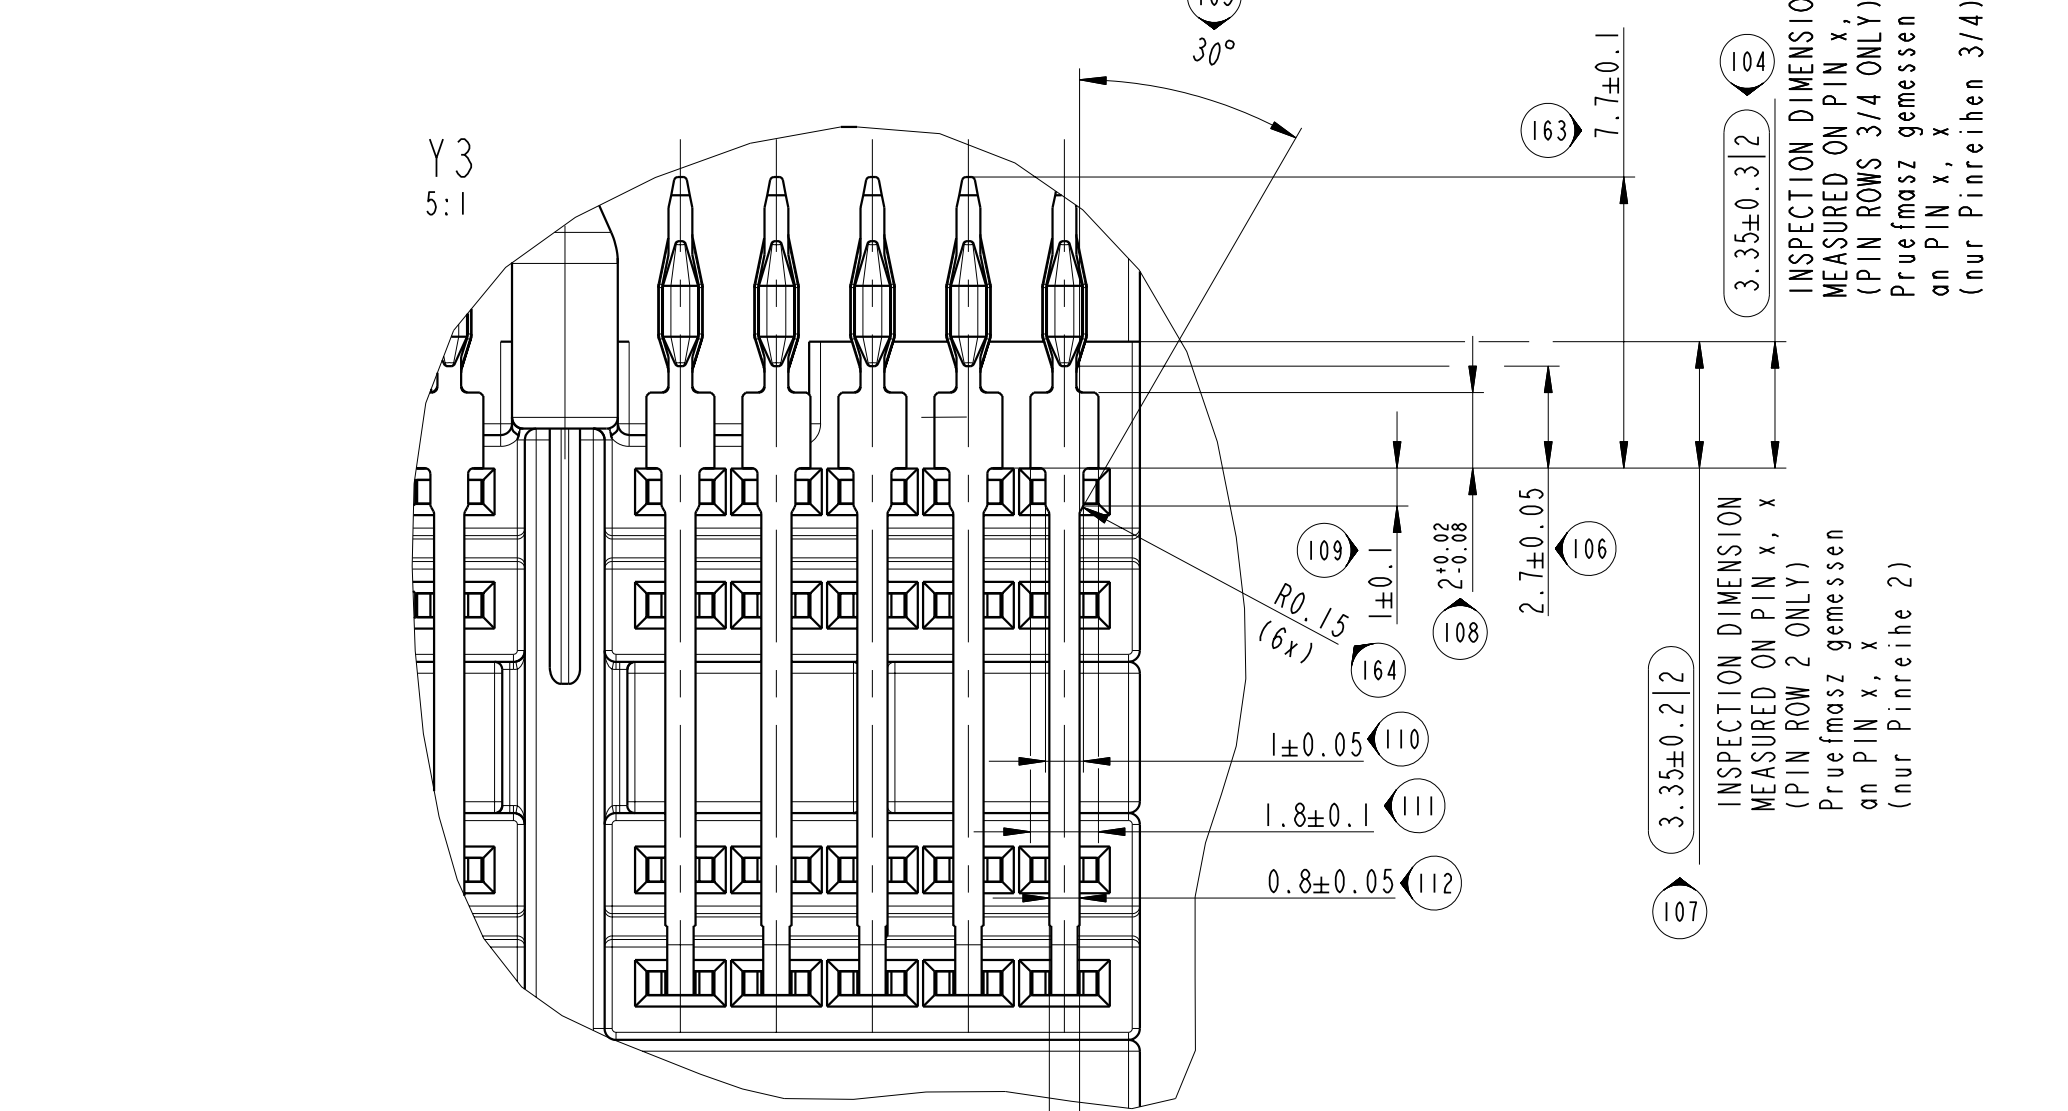 Y3
5:1
30°
163
7.7±0.1
104
3.35±0.3|2
MEASURED ON PIN x,
(PIN ROWS 3/4 ONLY)
Pruefmasz gemessen
an PIN x, x
(nur Pinreihen 3/4)
INSPECTION
109
1±0.1
R0.15
(6x)
164
2+0.02
-0.08
108
2.7±0.05
106
1±0.05
110
1.8±0.1
111
0.8±0.05
112
3.35±0.2|2
107
INSPECTION DIMENSION
MEASURED ON PIN x, x
(PIN ROW 2 ONLY)
Pruefmasz gemessen
an PIN x, x
(nur Pinreihe 2)